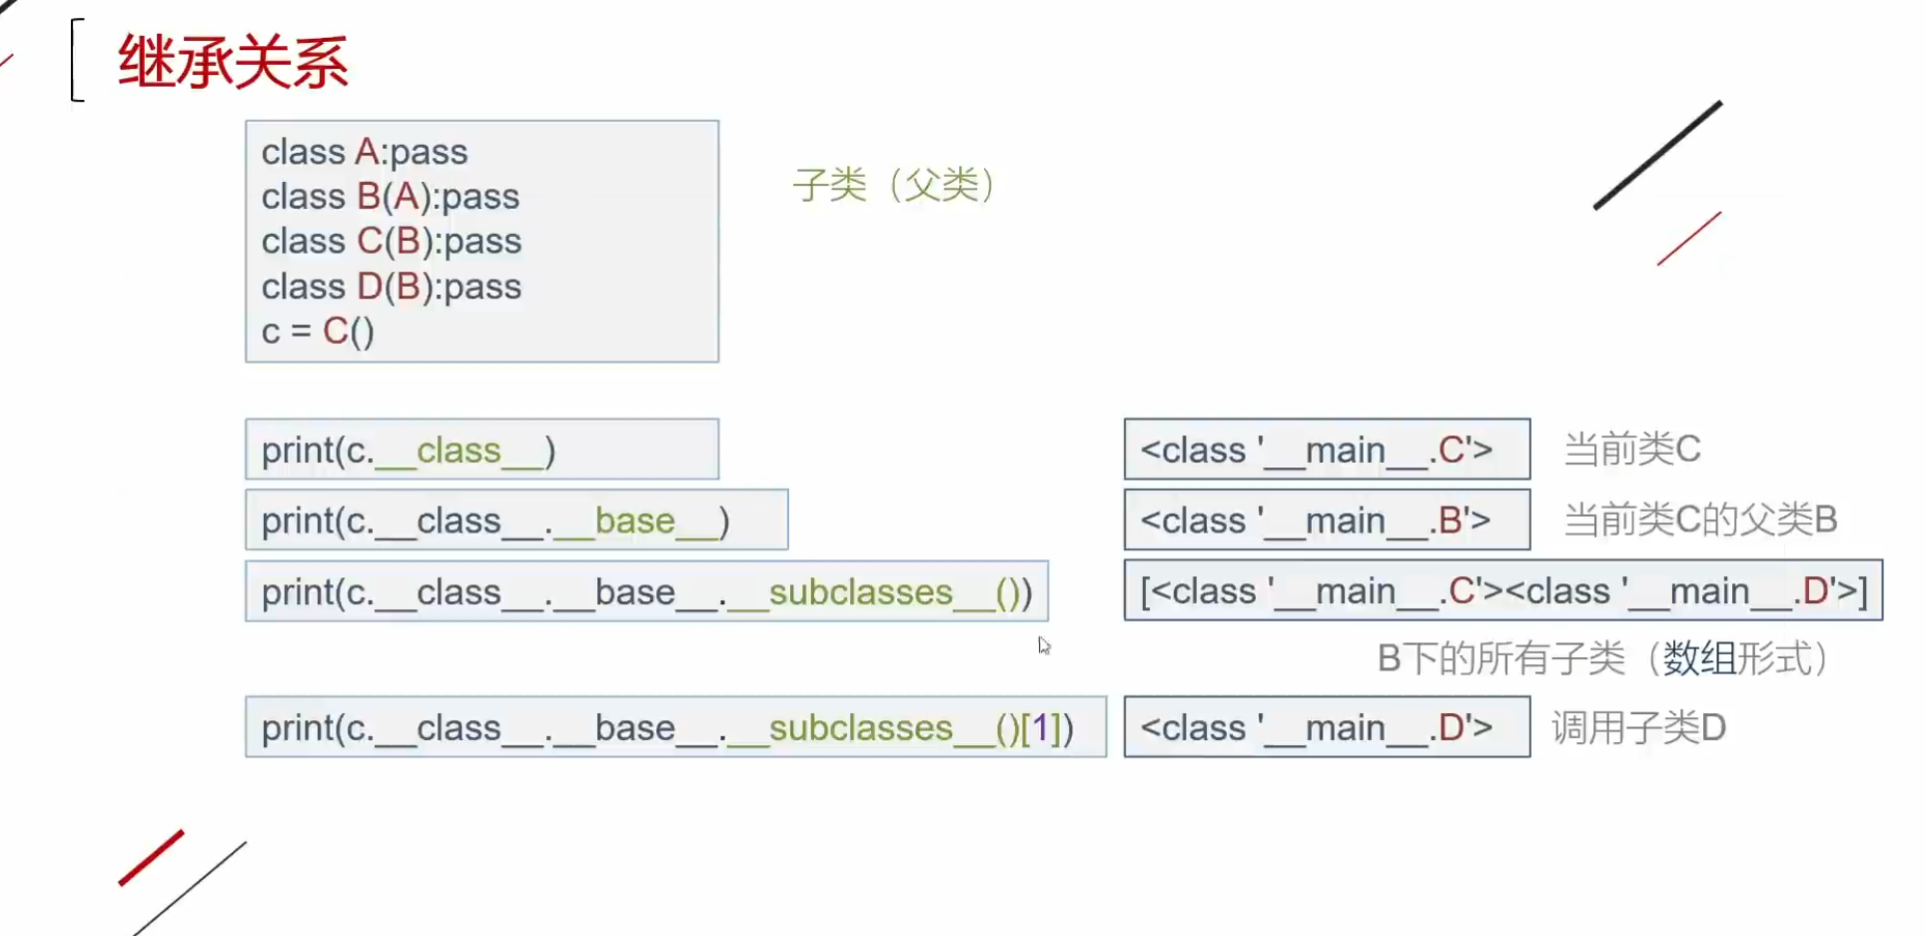 继承关系
class A:pass
class B(A):pass
class C(B):pass
class D(B):pass
c = C()
子类（父类）
print(c.__class__)
<class '__main__.C'>
当前类C
print(c.__class__.__base__)
<class '__main__.B'>
当前类C的父类B
print(c.__class__.__base__.__subclasses__())
[<class '__main__.C'><class '__main__.D'>]
B下的所有子类（数组形式）
print(c.__class__.__base__.__subclasses__()[1])
<class '__main__.D'>
调用子类D